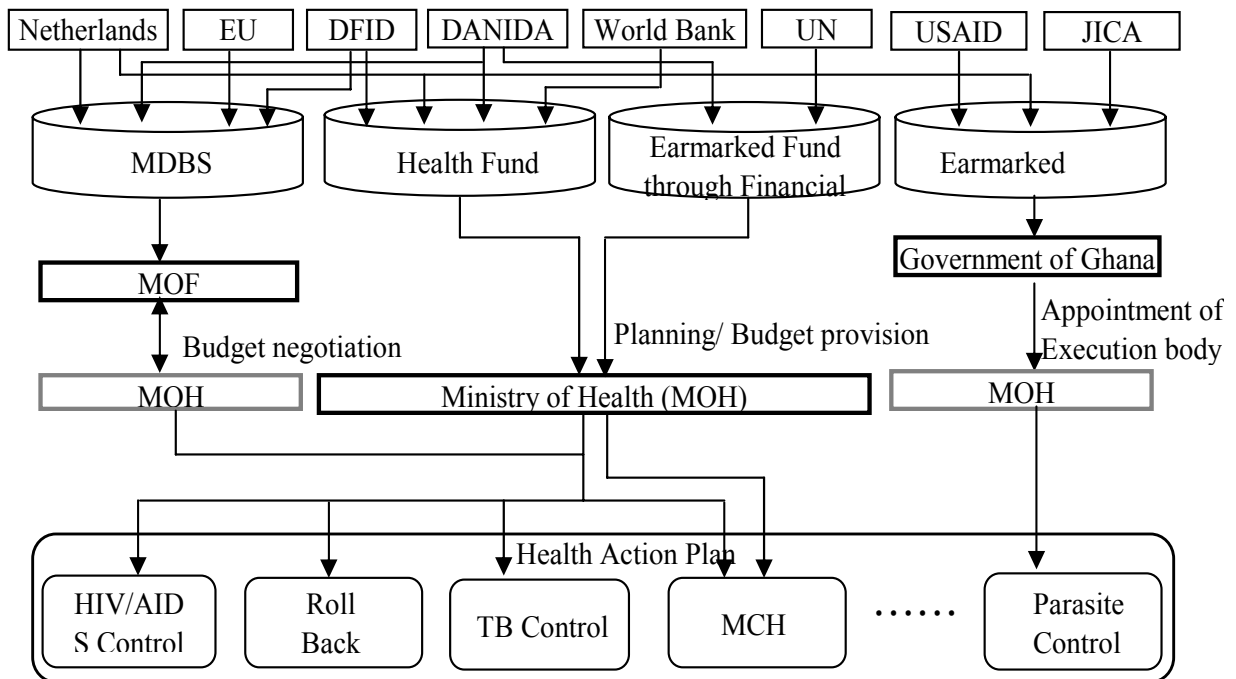 Netherlands
EU
DFID
DANIDA
World Bank
UN
USAID
JICA
MDBS
Health Fund
Earmarked Fund
through Financial
Earmarked
MOF
Government of Ghana
Budget negotiation
Planning/ Budget provision
Appointment of
Execution body
MOH
Ministry of Health (MOH)
MOH
Health Action Plan
HIV/AID
S Control
Roll
Back
TB Control
MCH
......
Parasite
Control